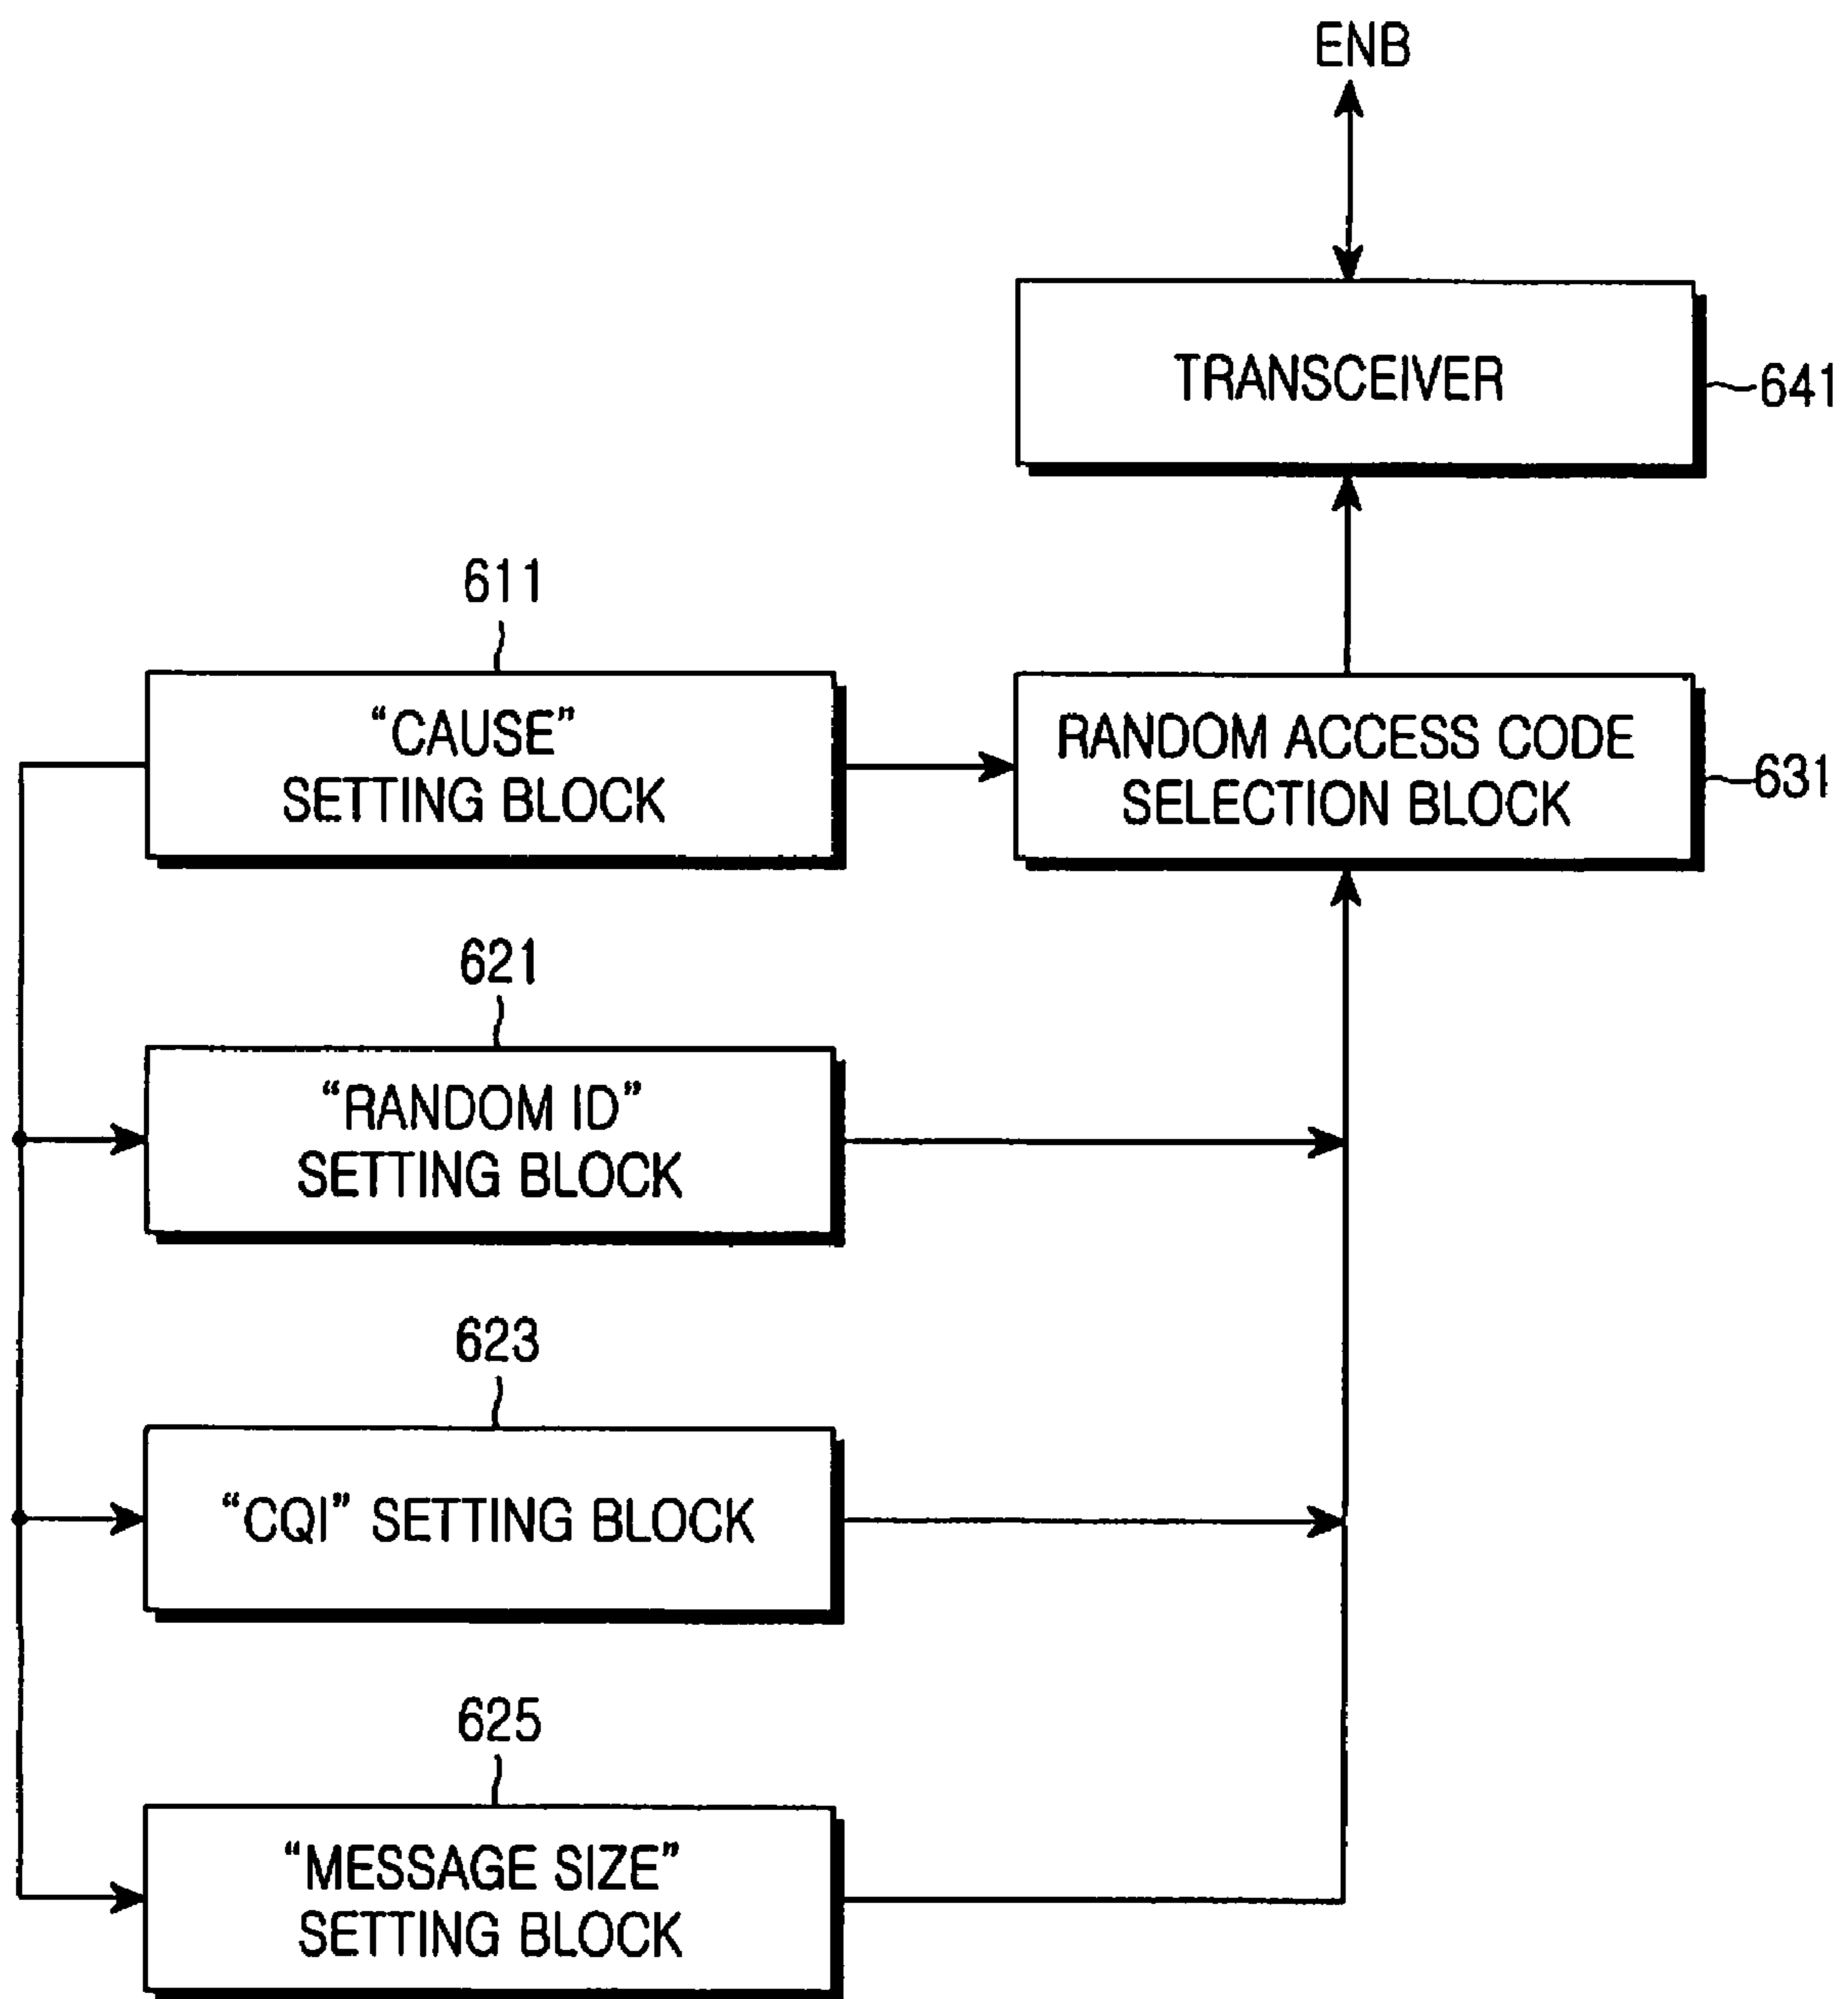 ENB
TRANSCEIVER
641
611
“CAUSE”
SETTING BLOCK
RANDOM ACCESS CODE
SELECTION BLOCK
631
621
“RANDOM ID”
SETTING BLOCK
623
“CQI” SETTING BLOCK
625
“MESSAGE SIZE”
SETTING BLOCK